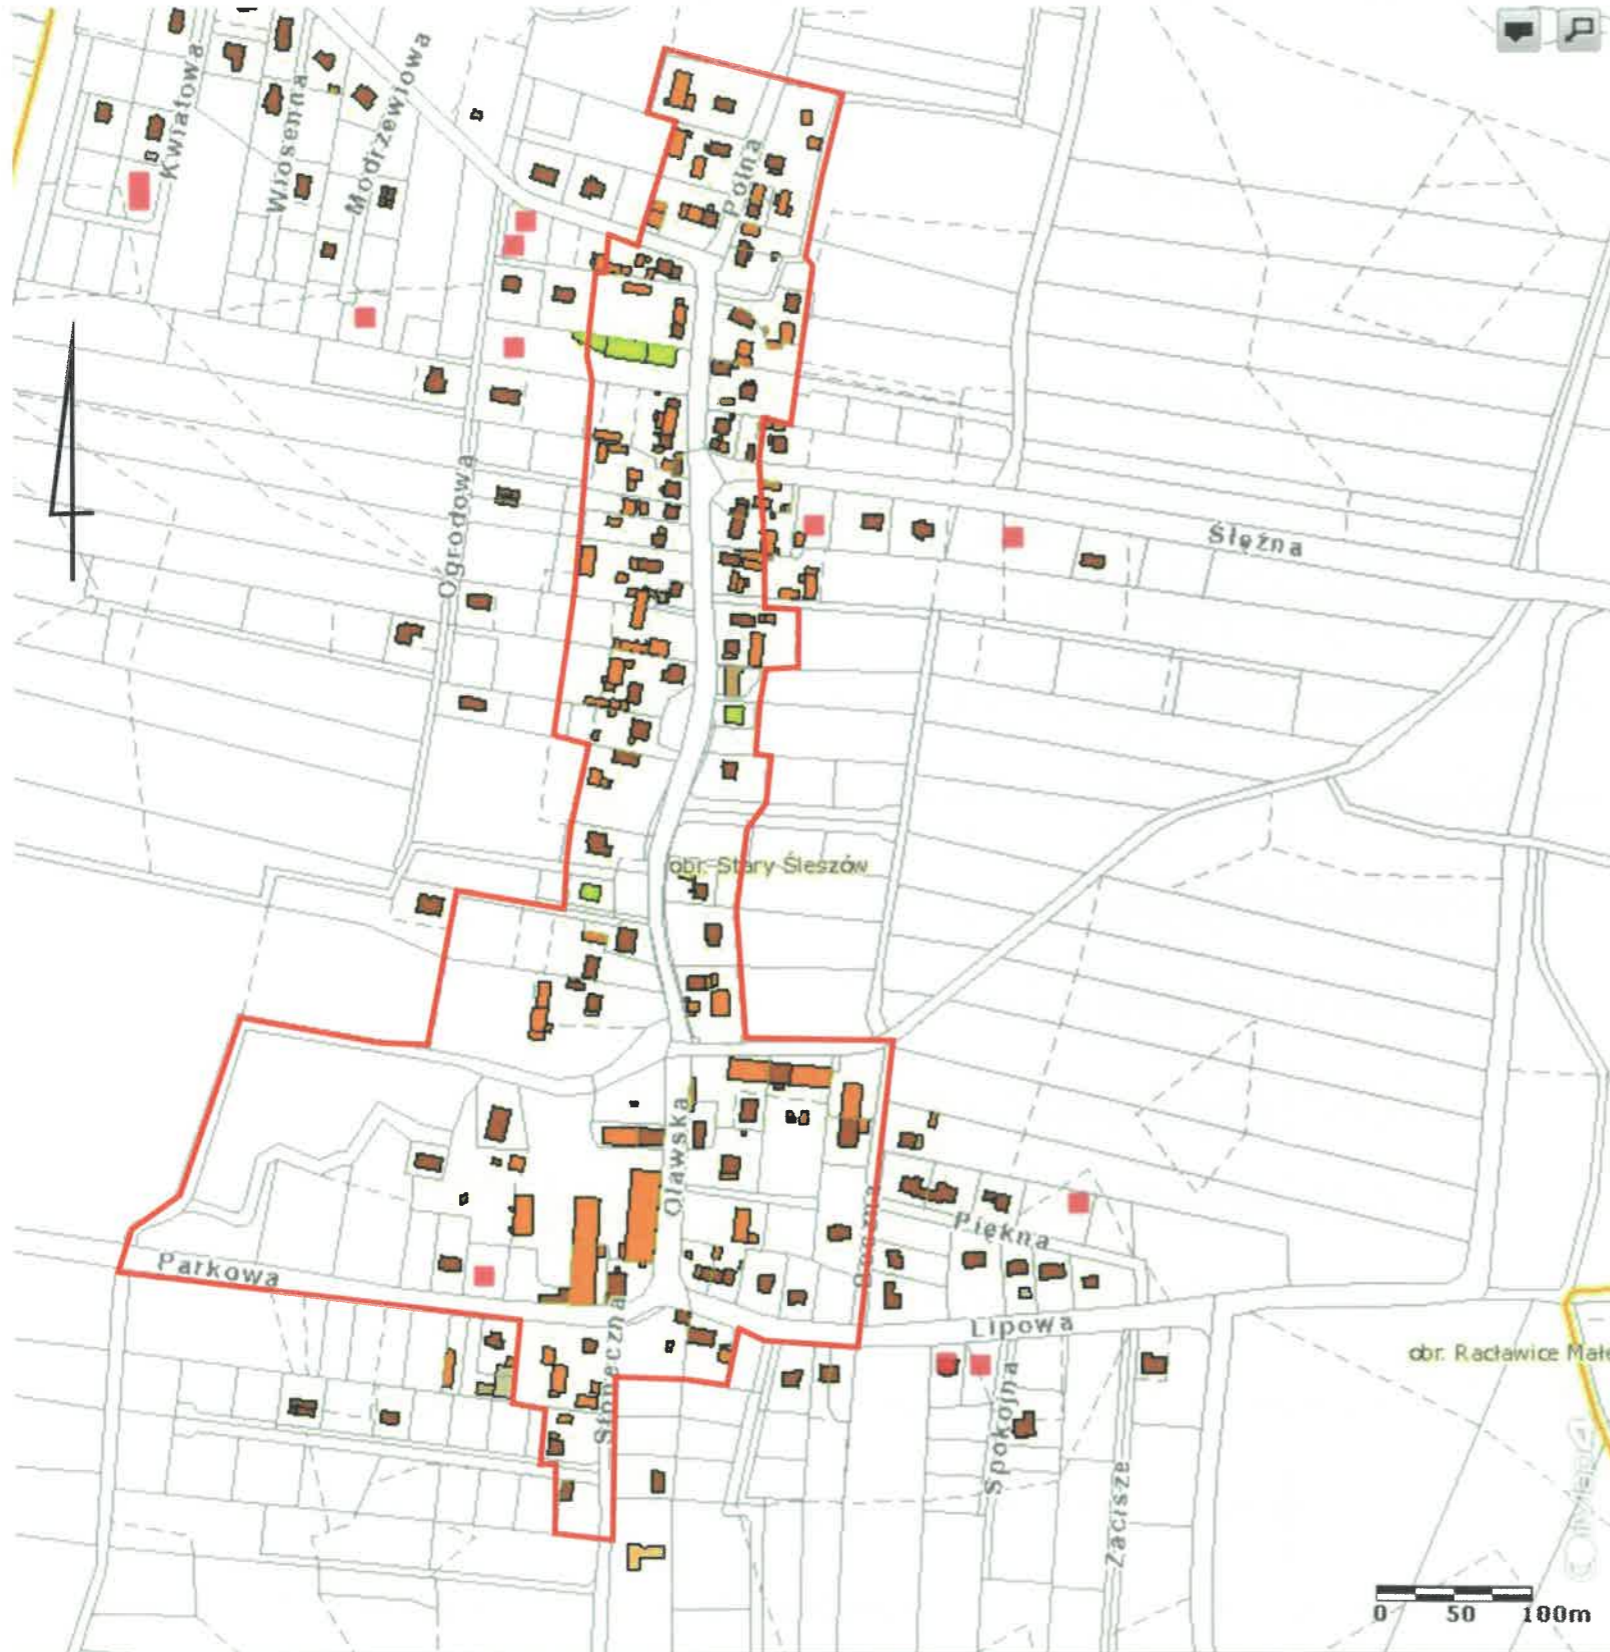 Kwiatowa
Wiosenna
Modrzewiowa
Polna
Ogrodowa
Ślężna
obr. Stary Śleszów
Oławska
Boczna
Piękna
Parkowa
Lipowa
Słoneczna
obr. Racławice Małe
Spokojna
Zacisze
0 50 100m